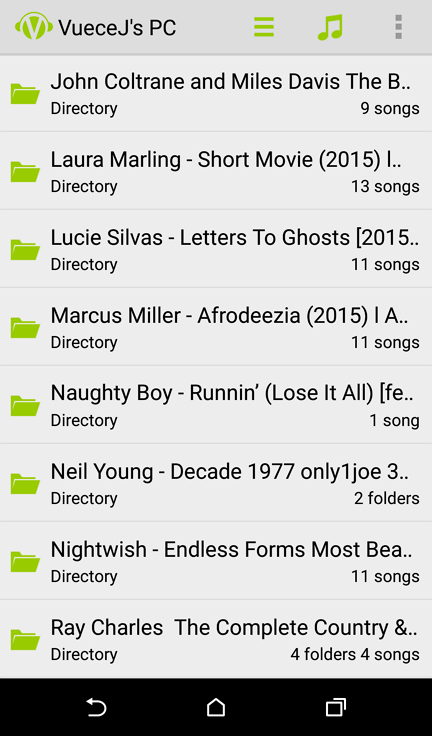 VueceJ's PC
John Coltrane and Miles Davis The B..
Directory 9 songs
Laura Marling - Short Movie (2015) l..
Directory 13 songs
Lucie Silvas - Letters To Ghosts [2015..
Directory 11 songs
Marcus Miller - Afrodeezia (2015) l A..
Directory 11 songs
Naughty Boy - Runnin’ (Lose It All) [fe..
Directory 1 song
Neil Young - Decade 1977 only1joe 3..
Directory 2 folders
Nightwish - Endless Forms Most Bea..
Directory 11 songs
Ray Charles  The Complete Country &..
Directory 4 folders 4 songs